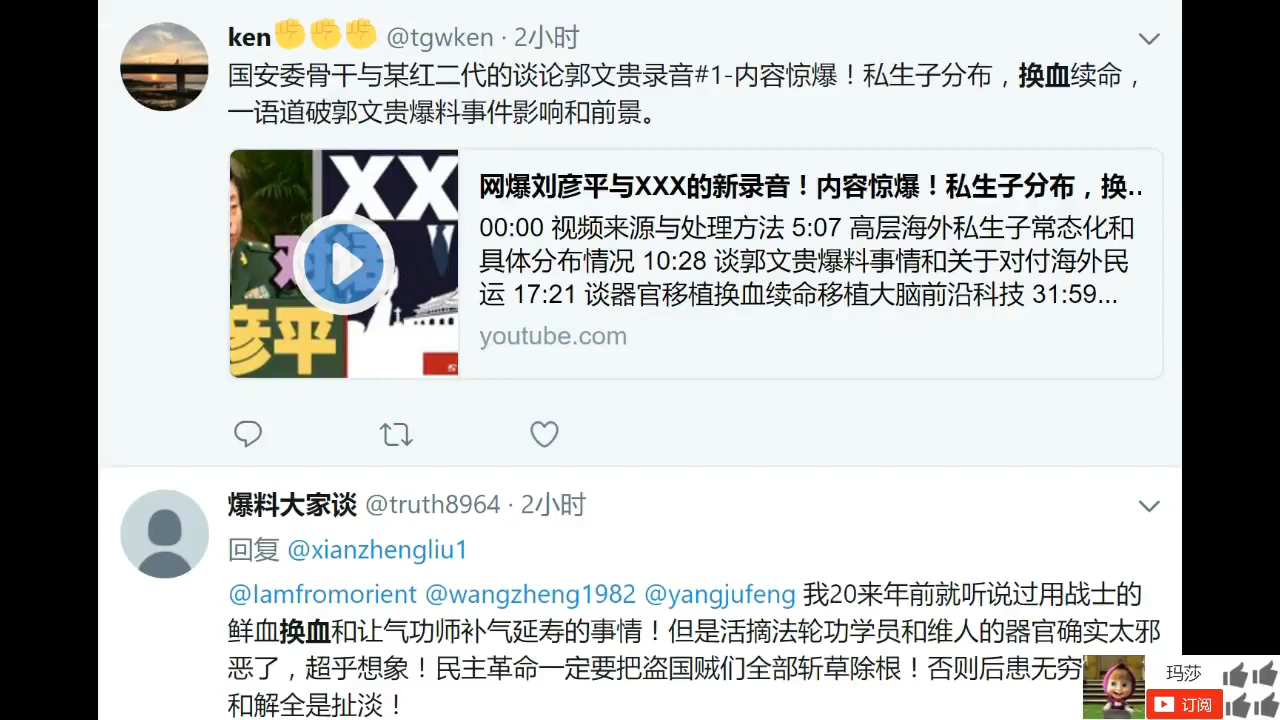 ken✊✊✊ @tgwken · 2小时
国安委骨干与某红二代的谈论郭文贵录音#1-内容惊爆！私生子分布，换血续命，
一语道破郭文贵爆料事件影响和前景。
XXX
对话
彦平
网爆刘彦平与XXX的新录音！内容惊爆！私生子分布，换..
00:00 视频来源与处理方法 5:07 高层海外私生子常态化和
具体分布情况 10:28 谈郭文贵爆料事情和关于对付海外民
运 17:21 谈器官移植换血续命移植大脑前沿科技 31:59...
youtube.com
爆料大家谈 @truth8964 · 2小时
回复 @xianzhengliu1
@Iamfromorient @wangzheng1982 @yangjufeng 我20来年前就听说过用战士的
鲜血换血和让气功师补气延寿的事情！但是活摘法轮功学员和维人的器官确实太邪
恶了，超乎想象！民主革命一定要把盗国贼们全部斩草除根！否则后患无穷
和解全是扯淡！
玛莎
订阅